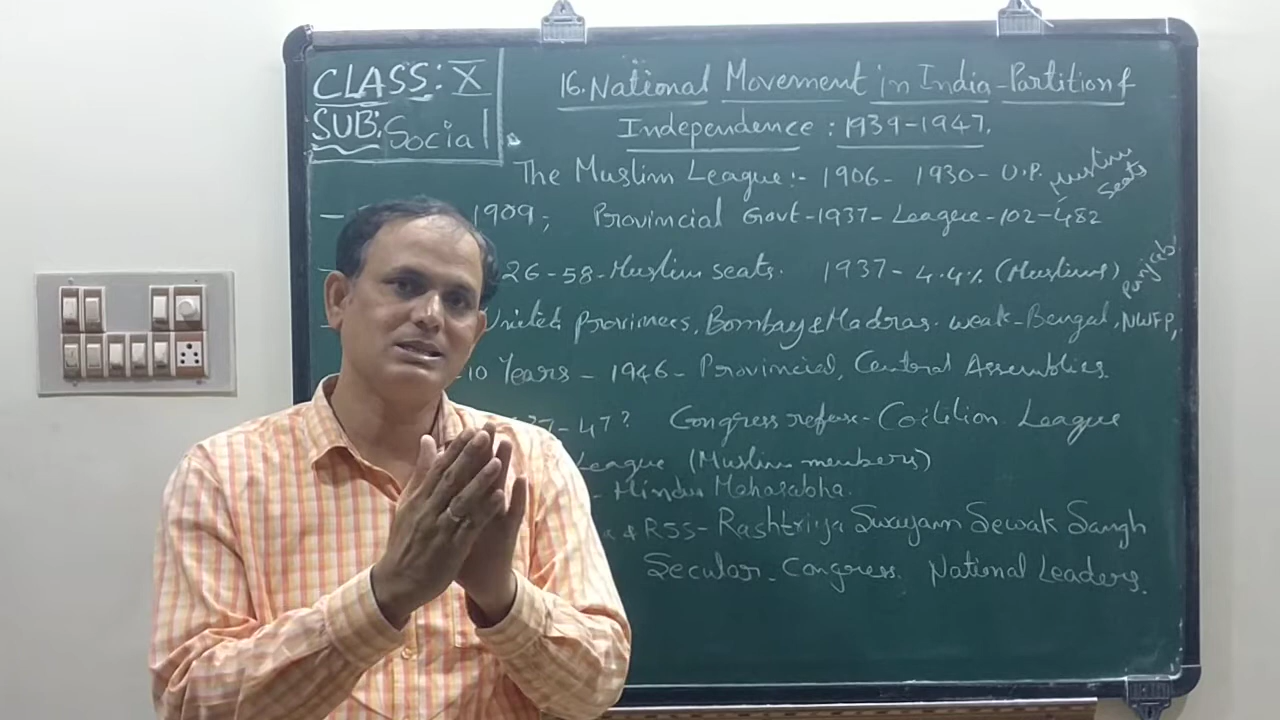 CLASS: X
SUB: Social.
16. National Movement in India - Partition &
Independence : 1939-1947.
The Muslim League:- 1906- 1930- U.P. Muslim Seats
- 1909; Provincial Govt-1937-League-102-482
26-58-Muslim seats. 1937- 4.4% (Muslims) Punjab
United provinces, Bombay & Madras. weak-Bengal, NWFP,
10 Years - 1946- Provincial, Central Assemblies
37-47? Congress refuse- Coitilion League
League (Muslim members)
- Hindu Mahasabha.
& RSS- Rashtriya Swayam Sewak Sangh
Secular- Congress. National Leaders.